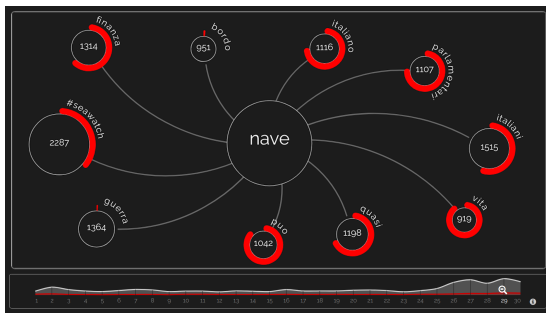 finanza
1314
bordo
951
italiano
1116
parlamentari
1107
#seawatch
2287
nave
italiani
1515
guerra
1364
può
1042
quasi
1198
vita
919
1 2 3 4 5 6 7 8 9 10 11 12 13 14 15 16 17 18 19 20 21 22 23 24 25 26 27 28 29 30